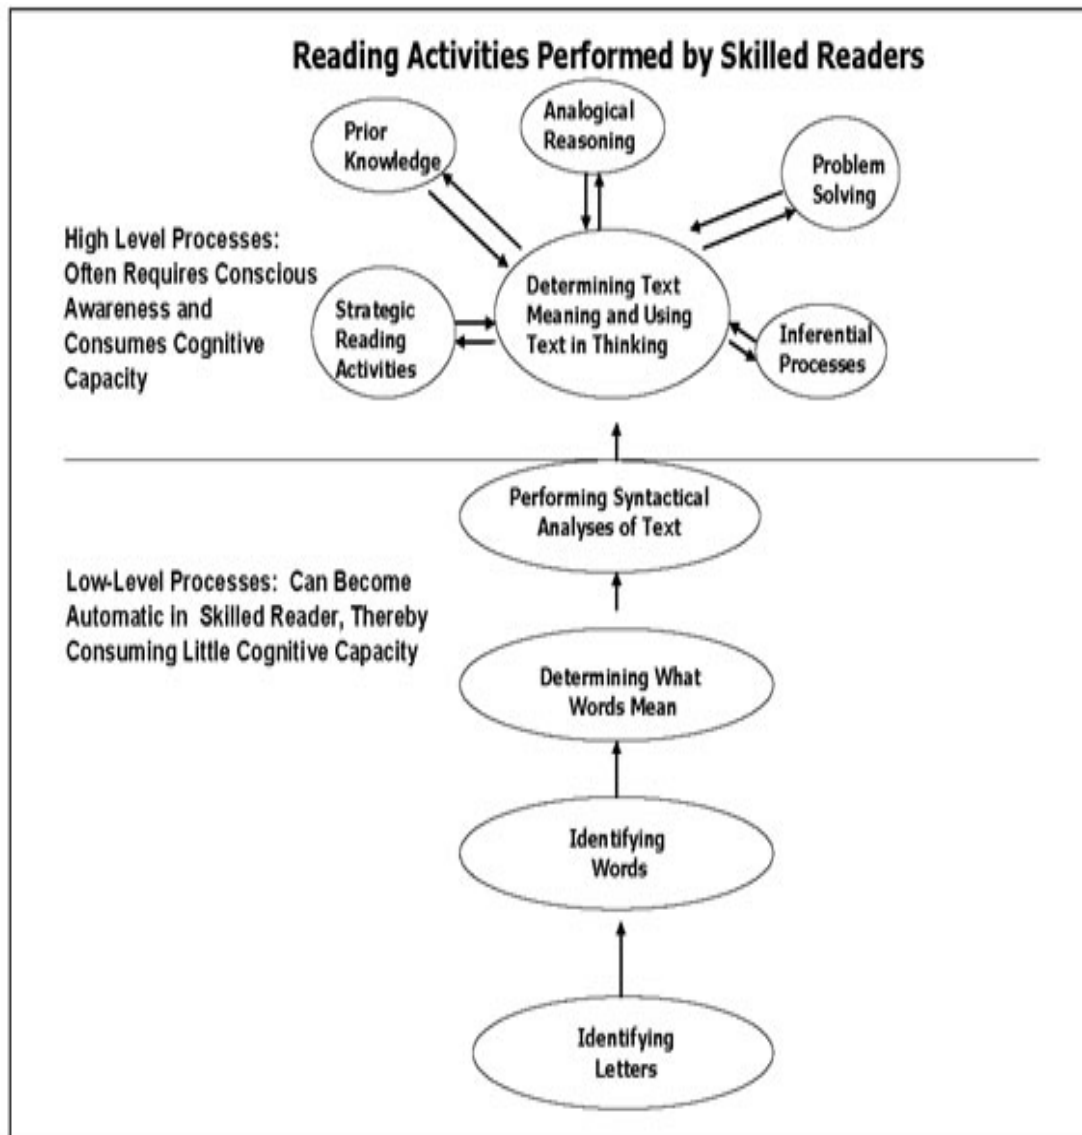 Reading Activities Performed by Skilled Readers
Analogical
Reasoning
Prior
Knowledge
Problem
Solving
High Level Processes:
Often Requires Conscious
Awareness and
Consumes Cognitive
Capacity
Strategic
Reading
Activities
Determining Text
Meaning and Using
Text in Thinking
Inferential
Processes
Performing Syntactical
Analyses of Text
Low-Level Processes: Can Become
Automatic in Skilled Reader, Thereby
Consuming Little Cognitive Capacity
Determining What
Words Mean
Identifying
Words
Identifying
Letters